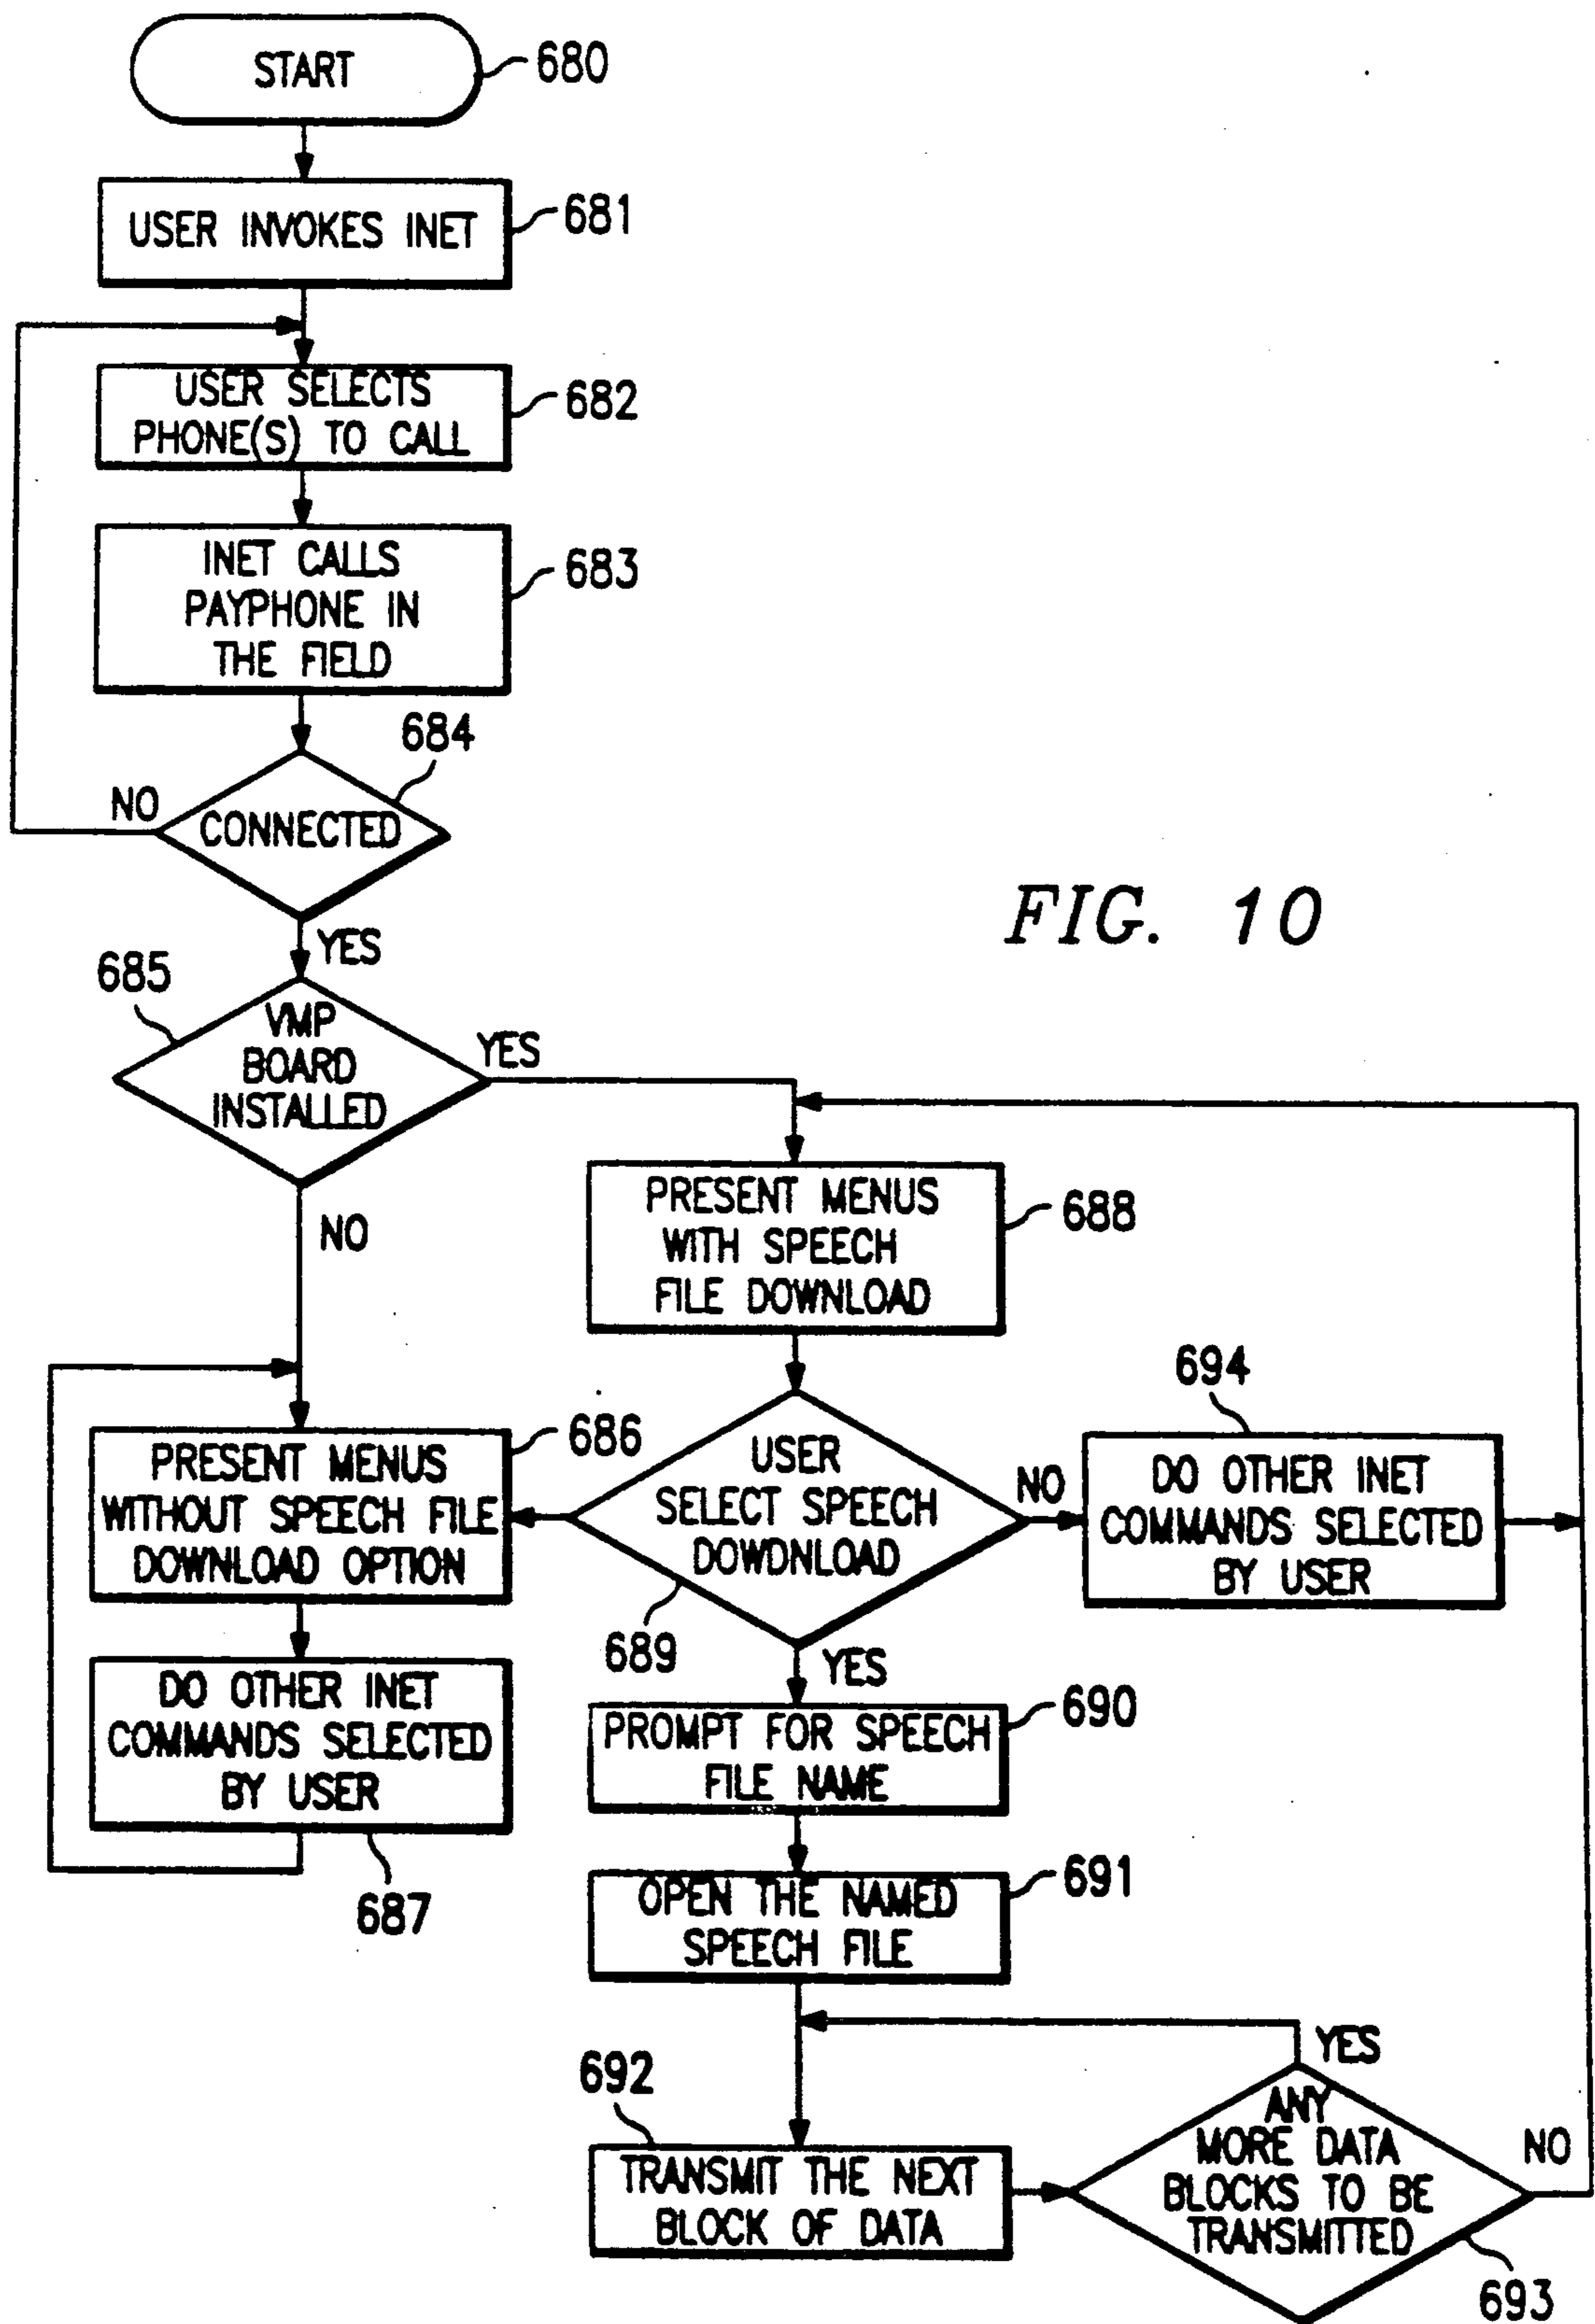 START
680
USER INVOKES INET
681
USER SELECTS
PHONE(S) TO CALL
682
INET CALLS
PAYPHONE IN
THE FIELD
683
684
CONNECTED
NO
YES
FIG. 10
685
VMP
BOARD
INSTALLED
YES
NO
PRESENT MENUS
WITH SPEECH
FILE DOWNLOAD
688
PRESENT MENUS
WITHOUT SPEECH FILE
DOWNLOAD OPTION
686
USER
SELECT SPEECH
DOWDNLOAD
689
NO
YES
694
DO OTHER INET
COMMANDS SELECTED
BY USER
DO OTHER INET
COMMANDS SELECTED
BY USER
687
PROMPT FOR SPEECH
FILE NAME
690
OPEN THE NAMED
SPEECH FILE
691
692
TRANSMIT THE NEXT
BLOCK OF DATA
YES
ANY
MORE DATA
BLOCKS TO BE
TRANSMITTED
NO
693